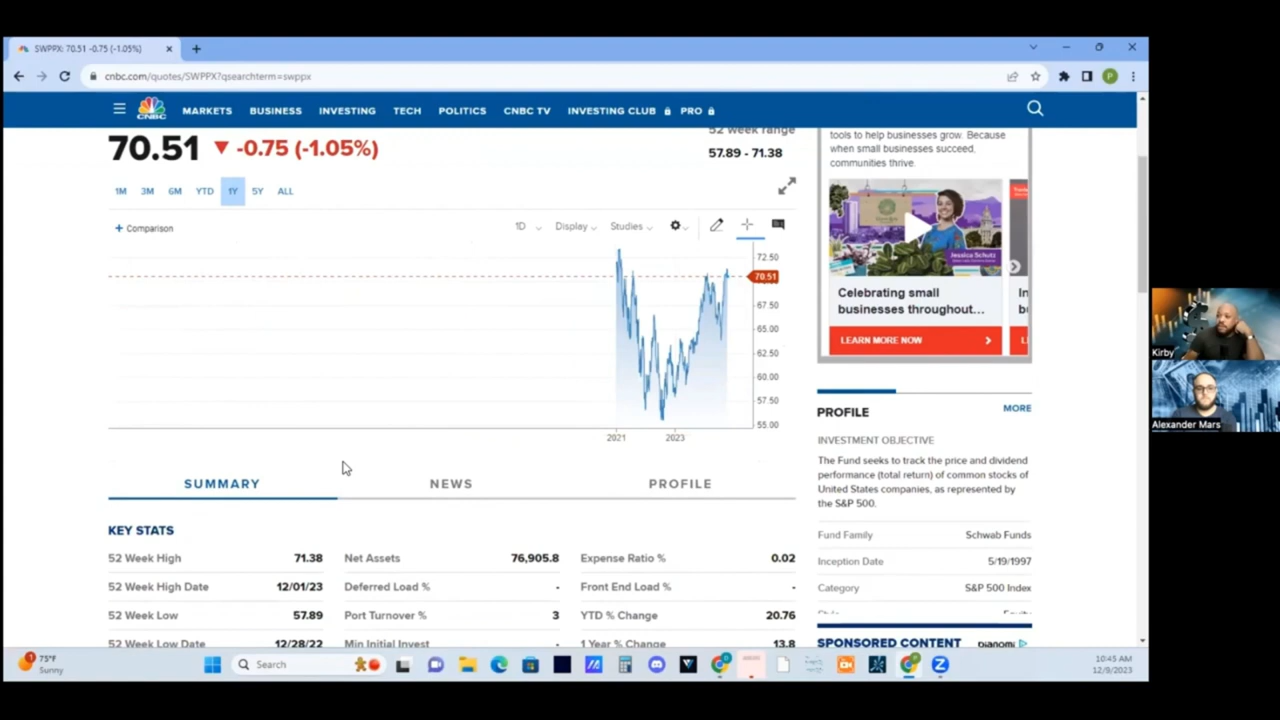 SWPPX: 70.51 -0.75 (-1.05%)
cnbc.com/quotes/SWPPX?qsearchterm=swppx
CNBC
MARKETS
BUSINESS
INVESTING
TECH
POLITICS
CNBC TV
INVESTING CLUB
PRO
70.51 ▼ -0.75 (-1.05%)
52 week range
57.89 - 71.38
1M 3M 6M YTD 1Y 5Y ALL
+ Comparison
1D Display Studies
72.50
70.51
67.50
65.00
62.50
60.00
57.50
55.00
2021 2023
SUMMARY NEWS PROFILE
KEY STATS
52 Week High 71.38 Net Assets 76,905.8 Expense Ratio % 0.02
52 Week High Date 12/01/23 Deferred Load % - Front End Load % -
52 Week Low 57.89 Port Turnover % 3 YTD % Change 20.76
52 Week Low Date 12/28/22 Min Initial Invest 1 Year % Change 13.8
tools to help businesses grow. Because
when small businesses succeed,
communities thrive.
Jessica Schutz
Celebrating small
businesses throughout...
LEARN MORE NOW
In
PROFILE MORE
INVESTMENT OBJECTIVE
The Fund seeks to track the price and dividend
performance (total return) of common stocks of
United States companies, as represented by
the S&P 500.
Fund Family Schwab Funds
Inception Date 5/19/1997
Category S&P 500 Index
SPONSORED CONTENT
Kirby
Alexander Mars
75°F
Sunny
Search
10:45 AM
12/9/2023